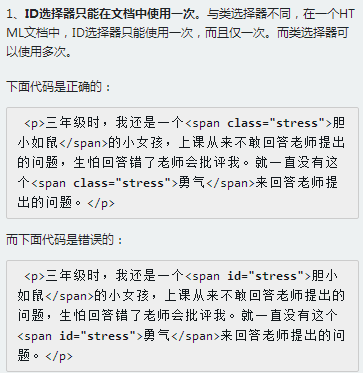 1、ID选择器只能在文档中使用一次。与类选择器不同，在一个HT
ML文档中，ID选择器只能使用一次，而且仅一次。而类选择器可
以使用多次。
下面代码是正确的：
<p>三年级时，我还是一个<span class="stress">胆
小如鼠</span>的小女孩，上课从来不敢回答老师提出
的问题，生怕回答错了老师会批评我。就一直没有这
个<span class="stress">勇气</span>来回答老师提
出的问题。</p>
而下面代码是错误的：
<p>三年级时，我还是一个<span id="stress">胆小
如鼠</span>的小女孩，上课从来不敢回答老师提出的
问题，生怕回答错了老师会批评我。就一直没有这个
<span id="stress">勇气</span>来回答老师提出的问
题。</p>